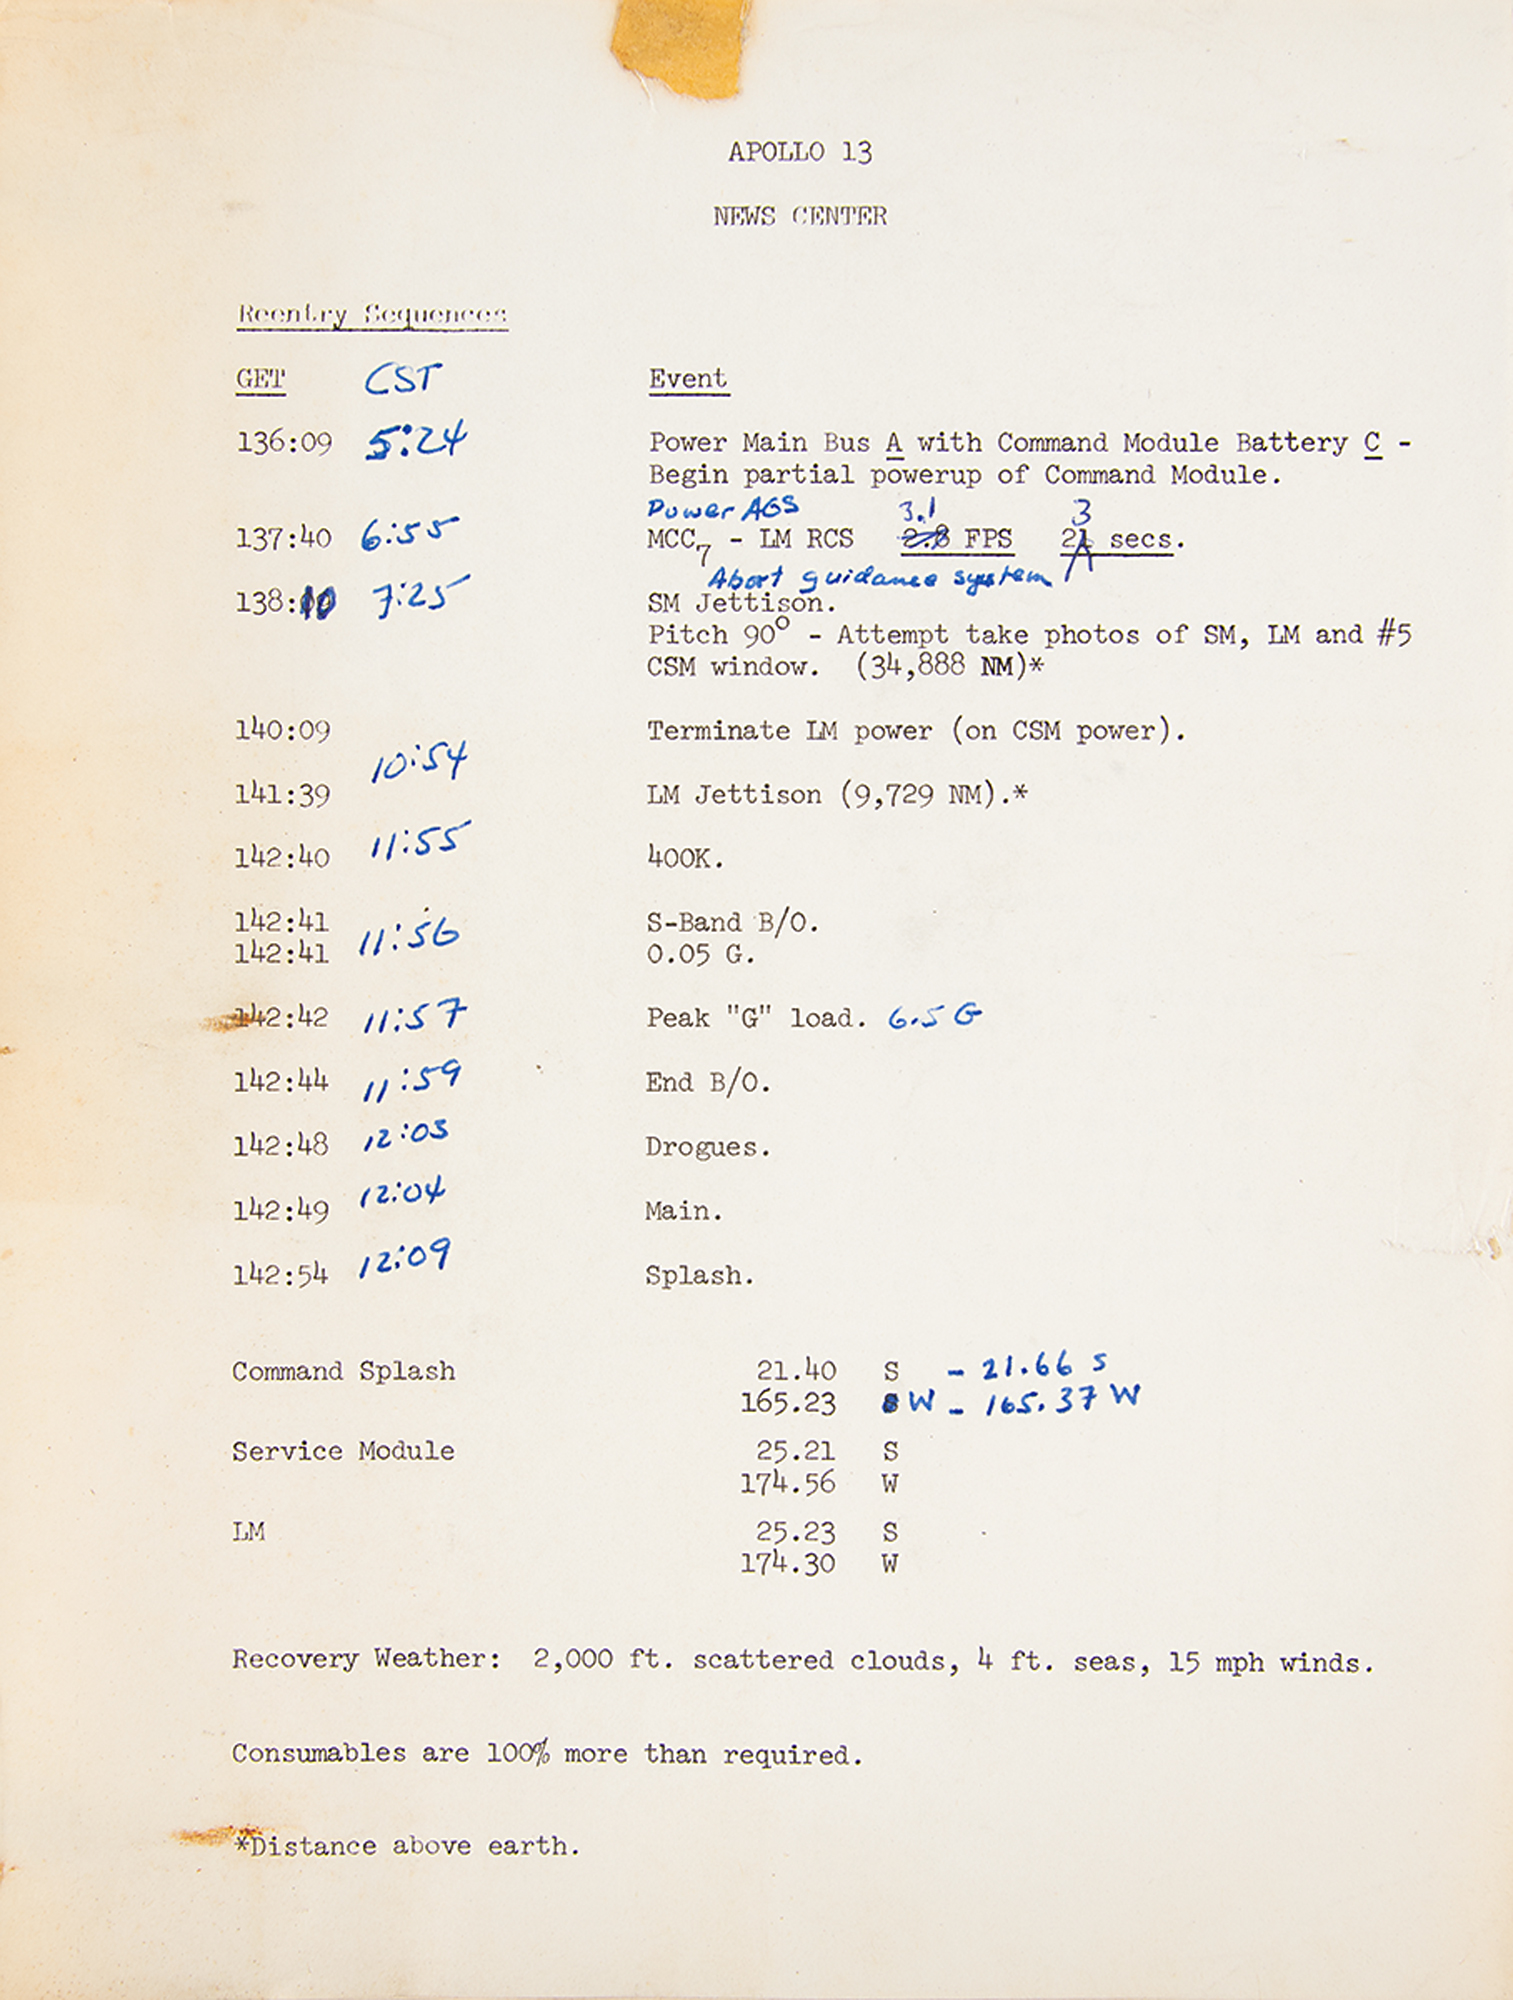 APOLLO 13
NEWS CENTER
Reentry Sequences
GET CST Event
136:09 5:24 Power Main Bus A with Command Module Battery C -
Begin partial powerup of Command Module.
Power AGS 3.1 3
137:40 6:55 MCC7 - LM RCS 2.8 FPS 21 secs.
Abort guidance system
138:10 7:25 SM Jettison.
Pitch 90° - Attempt take photos of SM, LM and #5
CSM window. (34,888 NM)*
140:09 Terminate LM power (on CSM power).
10:54
141:39 LM Jettison (9,729 NM).*
142:40 11:55 400K.
142:41 S-Band B/O.
11:56
142:41 0.05 G.
142:42 11:57 Peak "G" load. 6.5 G
142:44 11:59 End B/O.
142:48 12:03 Drogues.
142:49 12:04 Main.
142:54 12:09 Splash.
Command Splash 21.40 S - 21.66 S
165.23 W - 165.37 W
Service Module 25.21 S
174.56 W
LM 25.23 S
174.30 W
Recovery Weather: 2,000 ft. scattered clouds, 4 ft. seas, 15 mph winds.
Consumables are 100% more than required.
*Distance above earth.